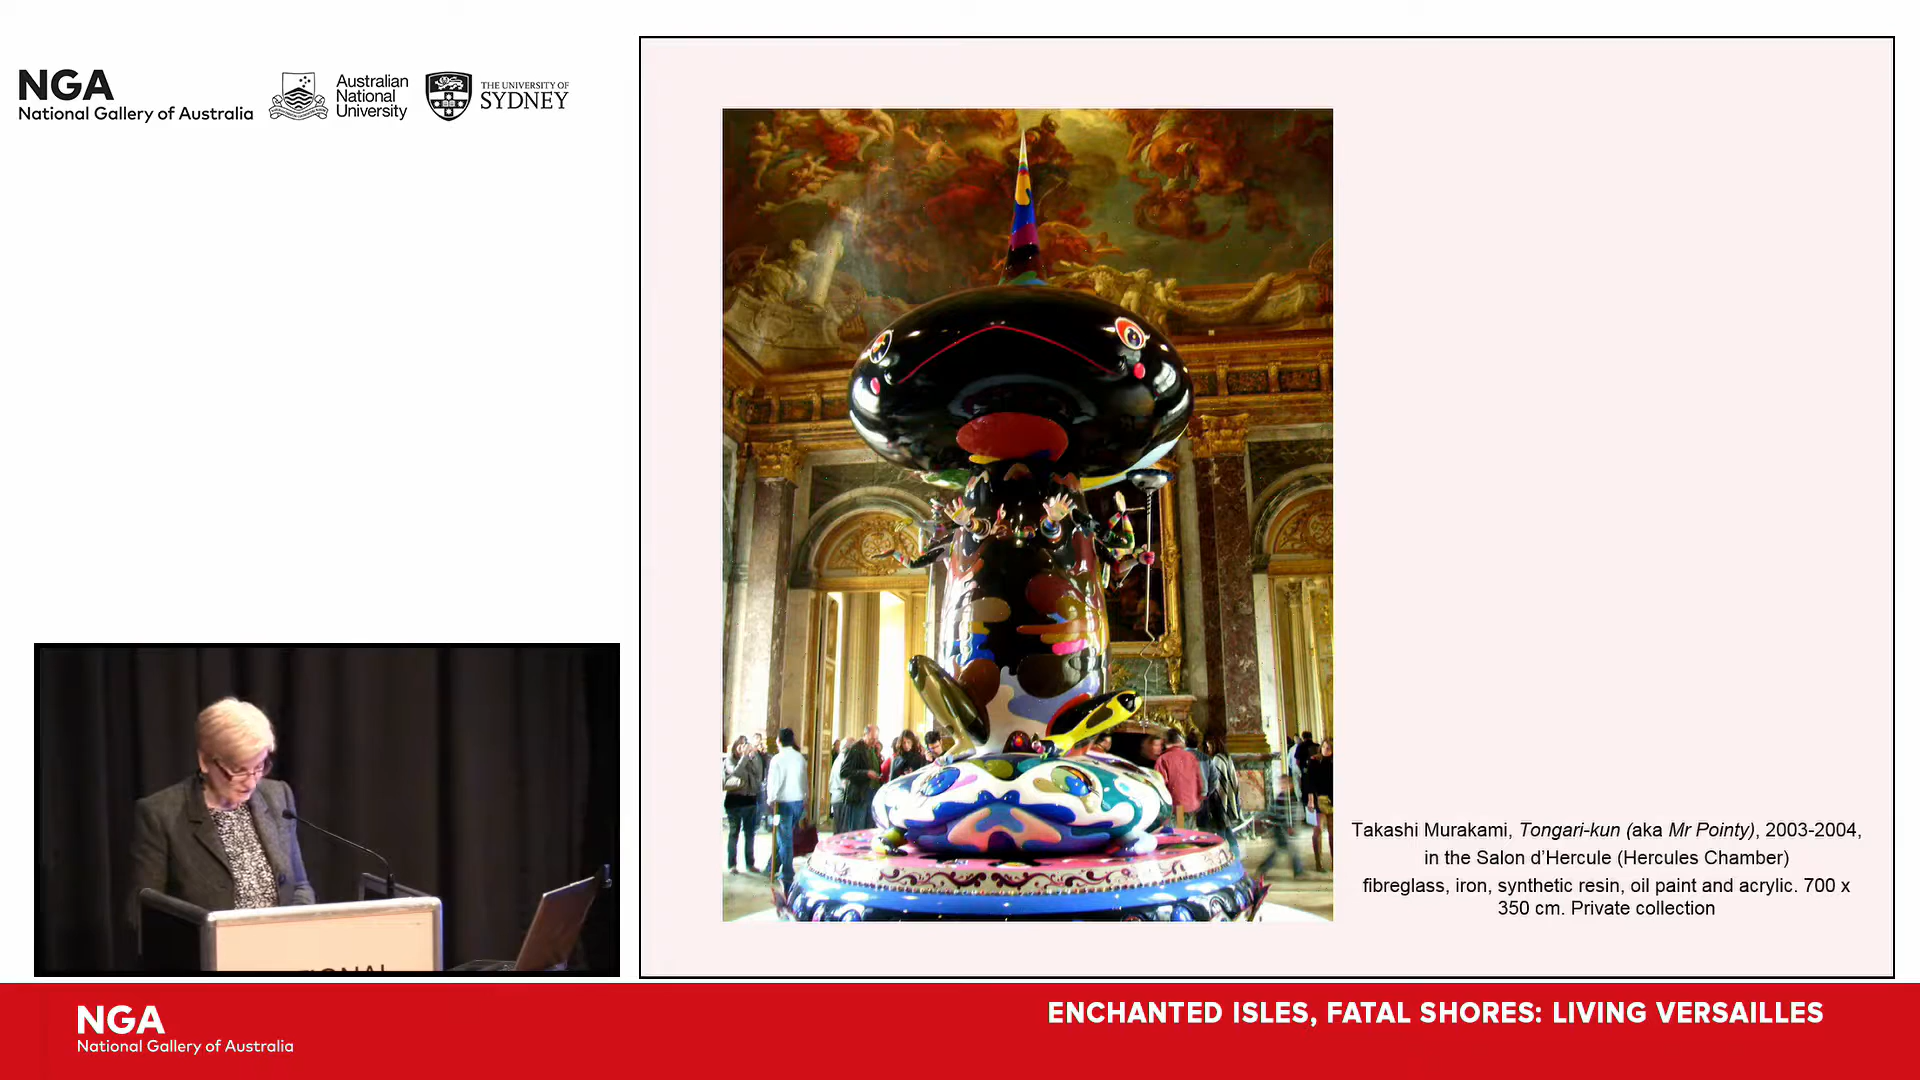 NGA
National Gallery of Australia
Australian
National
University
THE UNIVERSITY OF
SYDNEY
Takashi Murakami, Tongari-kun (aka Mr Pointy), 2003-2004,
in the Salon d’Hercule (Hercules Chamber)
fibreglass, iron, synthetic resin, oil paint and acrylic. 700 x
350 cm. Private collection
NGA
National Gallery of Australia
ENCHANTED ISLES, FATAL SHORES: LIVING VERSAILLES